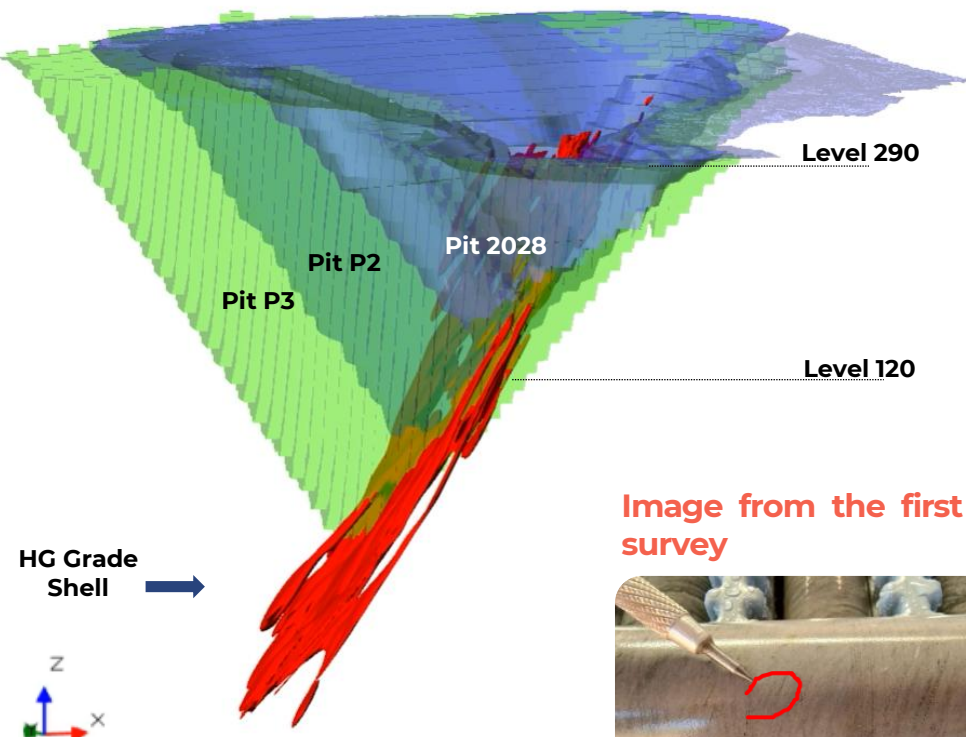 Level 290
Pit 2028
Pit P2
Pit P3
Level 120
Image from the first
survey
HG Grade
Shell
Z
X